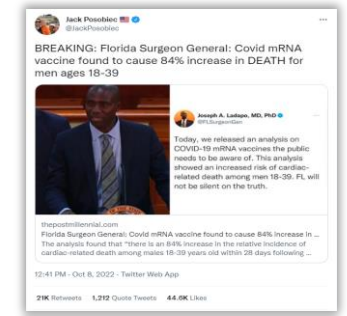 Jack Posobiec
@JackPosobiec
BREAKING: Florida Surgeon General: Covid mRNA
vaccine found to cause 84% increase in DEATH for
men ages 18-39
Joseph A. Ladapo, MD, PhD
@FLSurgeonGen
Today, we released an analysis on
COVID-19 mRNA vaccines the public
needs to be aware of. This analysis
showed an increased risk of cardiac-
related death among men 18-39. FL will
not be silent on the truth.
thepostmillennial.com
Florida Surgeon General: Covid mRNA vaccine found to cause 84% increase in ...
The analysis found that "there is an 84% increase in the relative incidence of
cardiac-related death among males 18-39 years old within 28 days following ...
12:41 PM · Oct 8, 2022 · Twitter Web App
21K Retweets 1,212 Quote Tweets 44.6K Likes